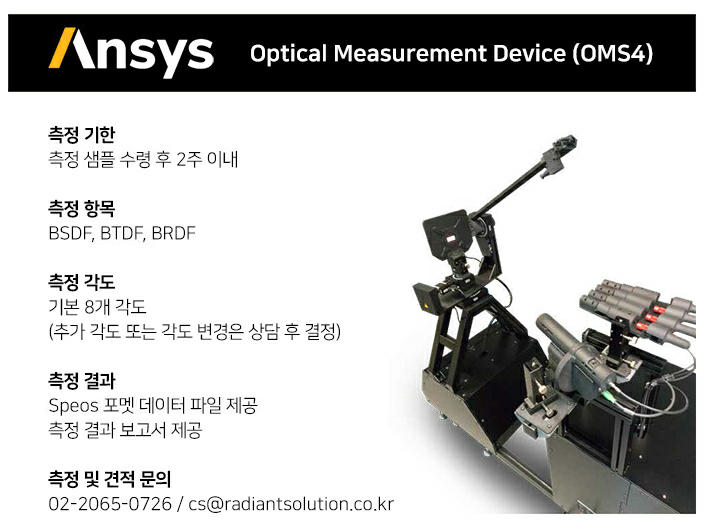 Ansys Optical Measurement Device (OMS4)
측정 기한
측정 샘플 수령 후 2주 이내
측정 항목
BSDF, BTDF, BRDF
측정 각도
기본 8개 각도
(추가 각도 또는 각도 변경은 상담 후 결정)
측정 결과
Speos 포멧 데이터 파일 제공
측정 결과 보고서 제공
측정 및 견적 문의
02-2065-0726 / cs@radiantsolution.co.kr